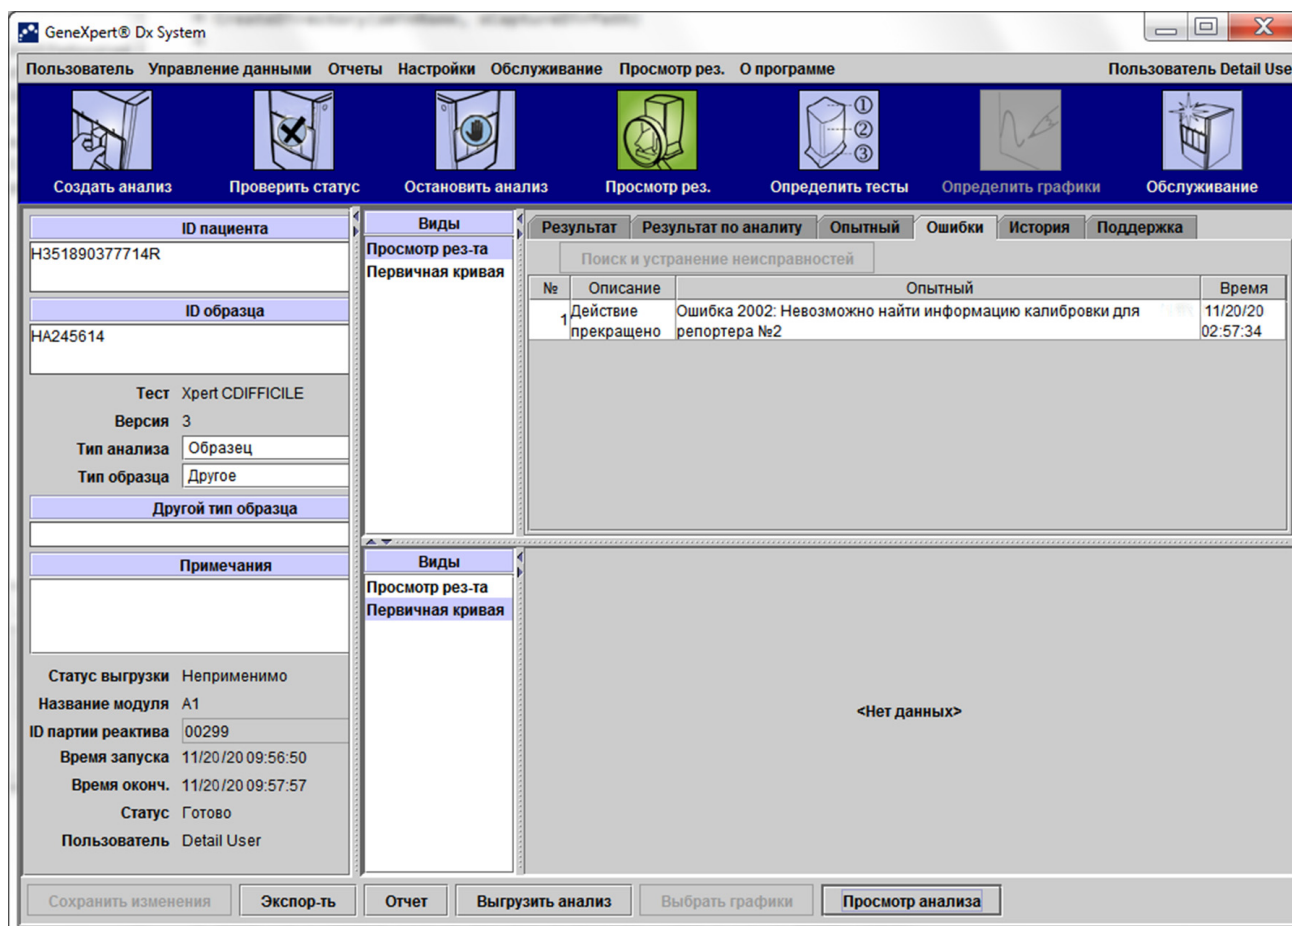 GeneXpert® Dx System
Пользователь Управление данными Отчеты Настройки Обслуживание Просмотр рез. О программе Пользователь Detail Use
Создать анализ Проверить статус Остановить анализ Просмотр рез. Определить тесты Определить графики Обслуживание
ID пациента
H351890377714R
ID образца
HA245614
Тест Xpert CDIFFICILE
Версия 3
Тип анализа Образец
Тип образца Другое
Другой тип образца
Примечания
Статус выгрузки Неприменимо
Название модуля A1
ID партии реактива 00299
Время запуска 11/20/20 09:56:50
Время оконч. 11/20/20 09:57:57
Статус Готово
Пользователь Detail User
Виды
Просмотр рез-та
Первичная кривая
Результат Результат по аналиту Опытный Ошибки История Поддержка
Поиск и устранение неисправностей
№ Описание Опытный Время
1 Действие прекращено Ошибка 2002: Невозможно найти информацию калибровки для репортера №2 11/20/20 02:57:34
Виды
Просмотр рез-та
Первичная кривая
<Нет данных>
Сохранить изменения Экспор-ть Отчет Выгрузить анализ Выбрать графики Просмотр анализа